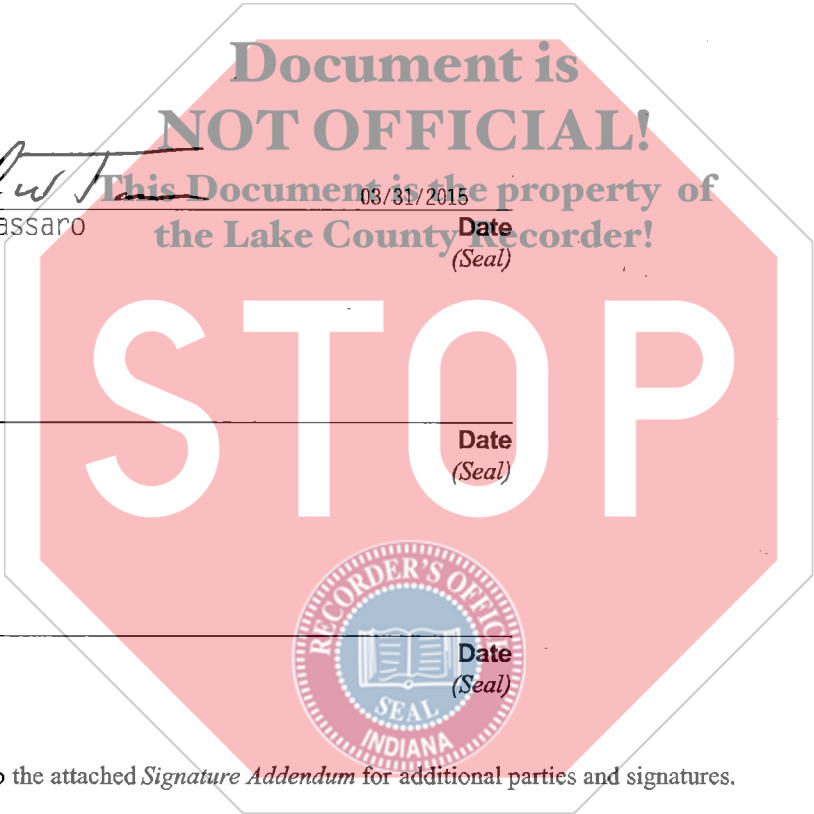 Document is
NOT OFFICIAL!
This Document is the property of
the Lake County Recorder!
03/31/2015
assaro
Date
(Seal)
STOP
Date
(Seal)
RECORDER'S OFFICE
Date
(Seal)
SEAL
INDIANA
the attached Signature Addendum for additional parties and signatures.